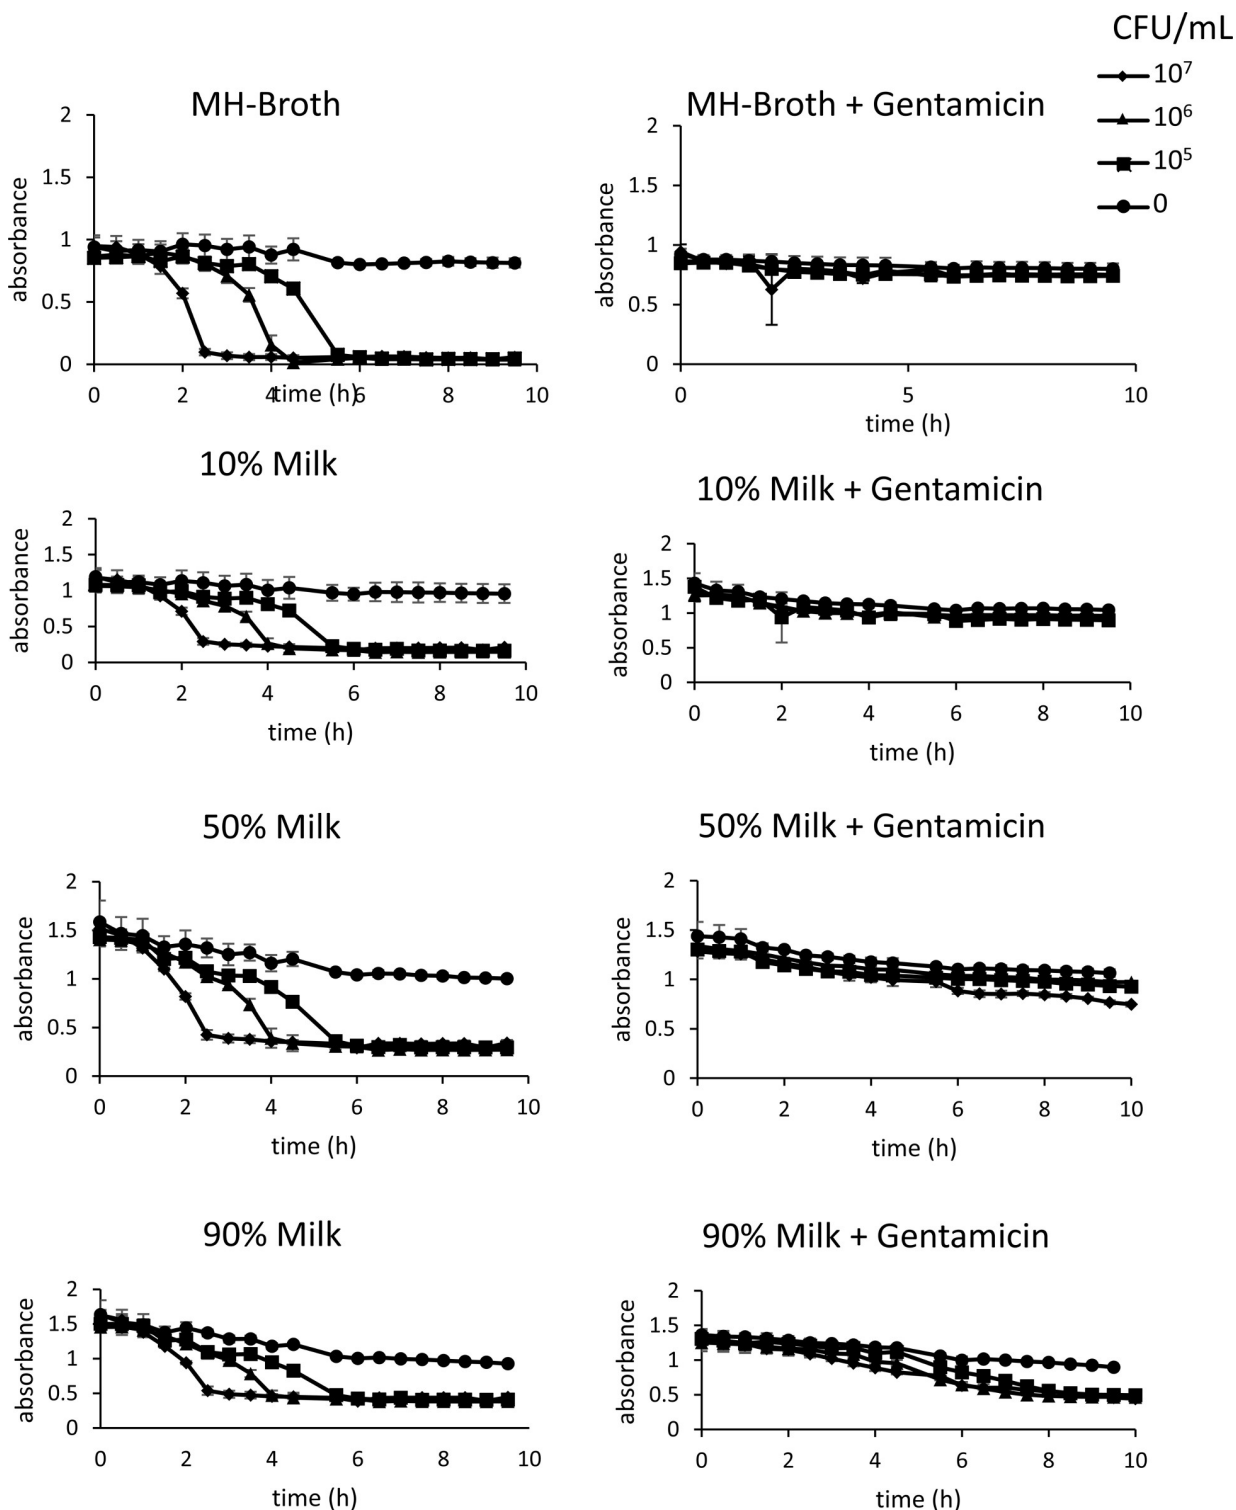 CFU/mL
10⁷
10⁶
10⁵
0
MH-Broth
absorbance
2
1.5
1
0.5
0
0 2 4 6 8 10
time (h)
MH-Broth + Gentamicin
absorbance
2
1.5
1
0.5
0
0 5 10
time (h)
10% Milk
absorbance
2
1.5
1
0.5
0
0 2 4 6 8 10
time (h)
10% Milk + Gentamicin
absorbance
2
1.5
1
0.5
0
0 2 4 6 8 10
time (h)
50% Milk
absorbance
2
1.5
1
0.5
0
0 2 4 6 8 10
time (h)
50% Milk + Gentamicin
absorbance
2
1.5
1
0.5
0
0 2 4 6 8 10
time (h)
90% Milk
absorbance
2
1.5
1
0.5
0
0 2 4 6 8 10
time (h)
90% Milk + Gentamicin
absorbance
2
1.5
1
0.5
0
0 2 4 6 8 10
time (h)